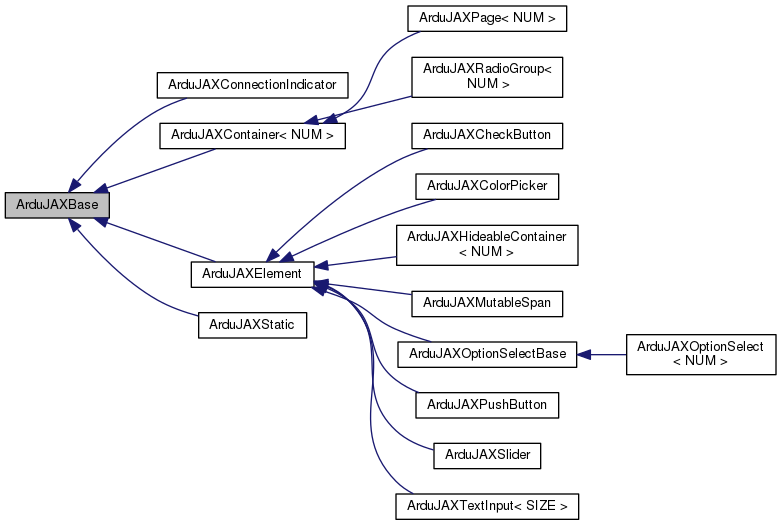 ArduJAXPage< NUM >
ArduJAXConnectionIndicator
ArduJAXRadioGroup<
NUM >
ArduJAXContainer< NUM >
ArduJAXCheckButton
ArduJAXColorPicker
ArduJAXBase
ArduJAXHideableContainer
< NUM >
ArduJAXElement
ArduJAXMutableSpan
ArduJAXStatic
ArduJAXOptionSelectBase
ArduJAXOptionSelect
< NUM >
ArduJAXPushButton
ArduJAXSlider
ArduJAXTextInput< SIZE >